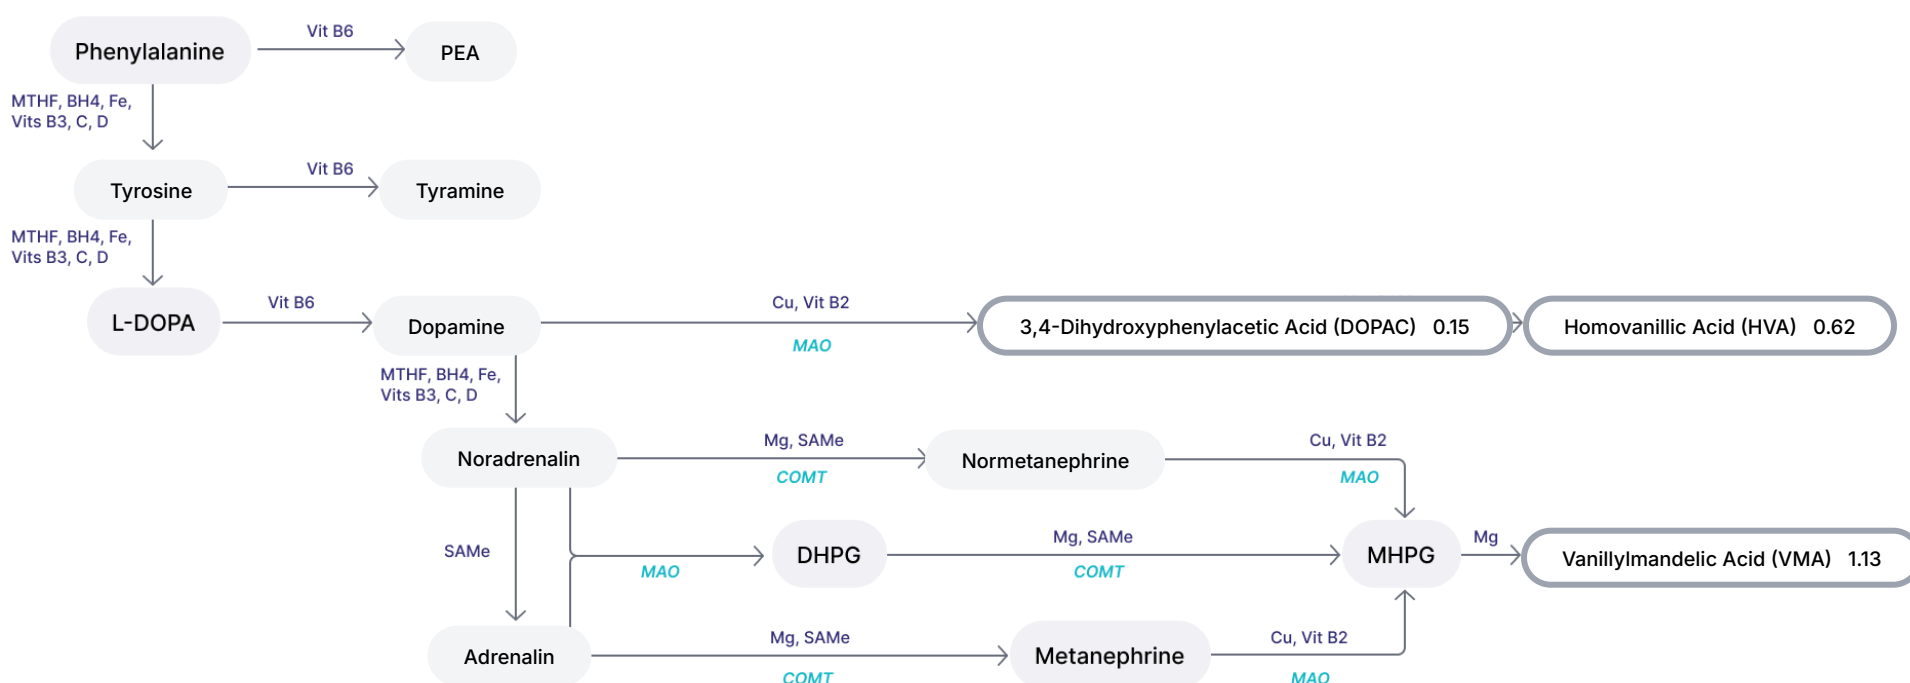 Vit B6
Phenylalanine
PEA
MTHF, BH4, Fe,
Vits B3, C, D
Vit B6
Tyrosine
Tyramine
MTHF, BH4, Fe,
Vits B3, C, D
Vit B6
Cu, Vit B2
L-DOPA
Dopamine
3,4-Dihydroxyphenylacetic Acid (DOPAC) 0.15
Homovanillic Acid (HVA) 0.62
MAO
MTHF, BH4, Fe,
Vits B3, C, D
Mg, SAMe
Cu, Vit B2
Noradrenalin
Normetanephrine
COMT
MAO
SAMe
Mg, SAMe
Mg
DHPG
MHPG
Vanillylmandelic Acid (VMA) 1.13
MAO
COMT
Mg, SAMe
Cu, Vit B2
Adrenalin
Metanephrine
COMT
MAO